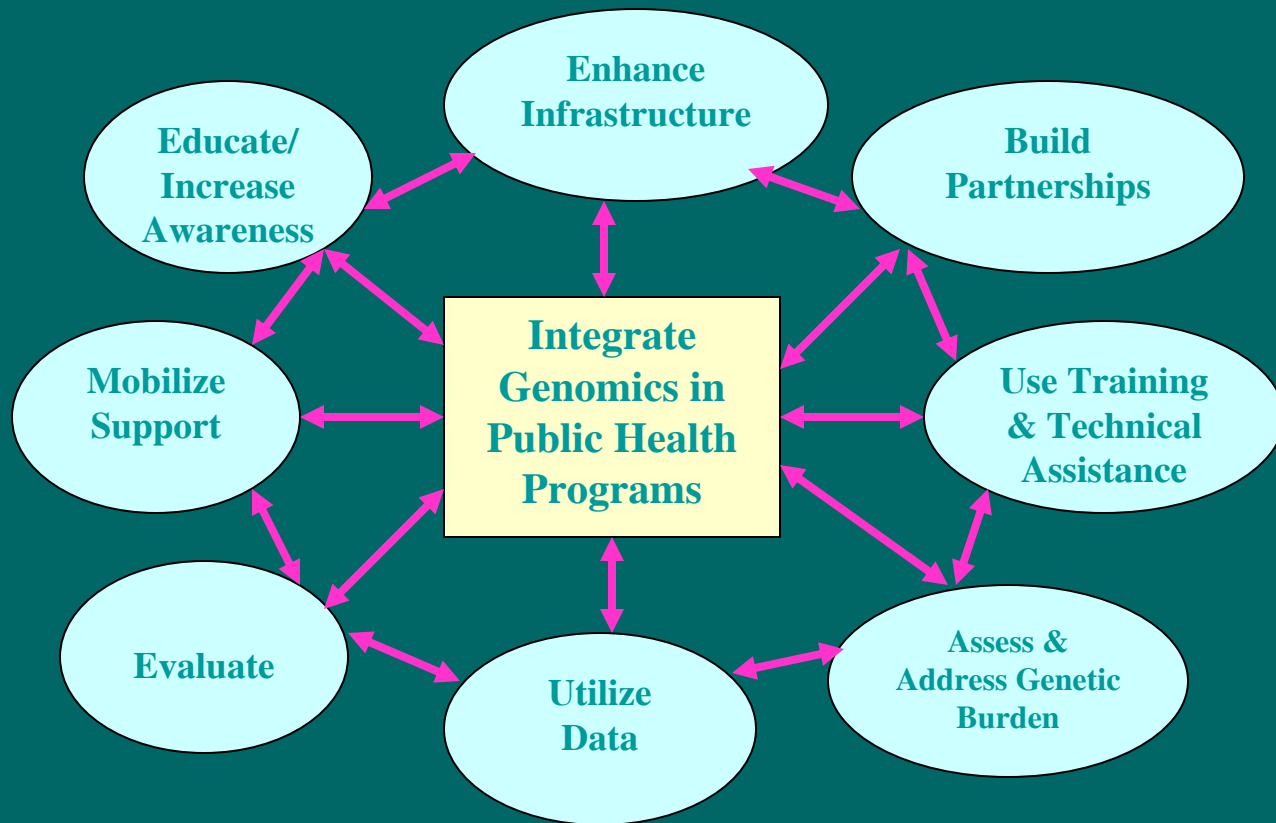 Enhance
Infrastructure
Educate/
Increase
Awareness
Build
Partnerships
Integrate
Genomics in
Public Health
Programs
Mobilize
Support
Use Training
& Technical
Assistance
Evaluate
Utilize
Data
Assess &
Address Genetic
Burden